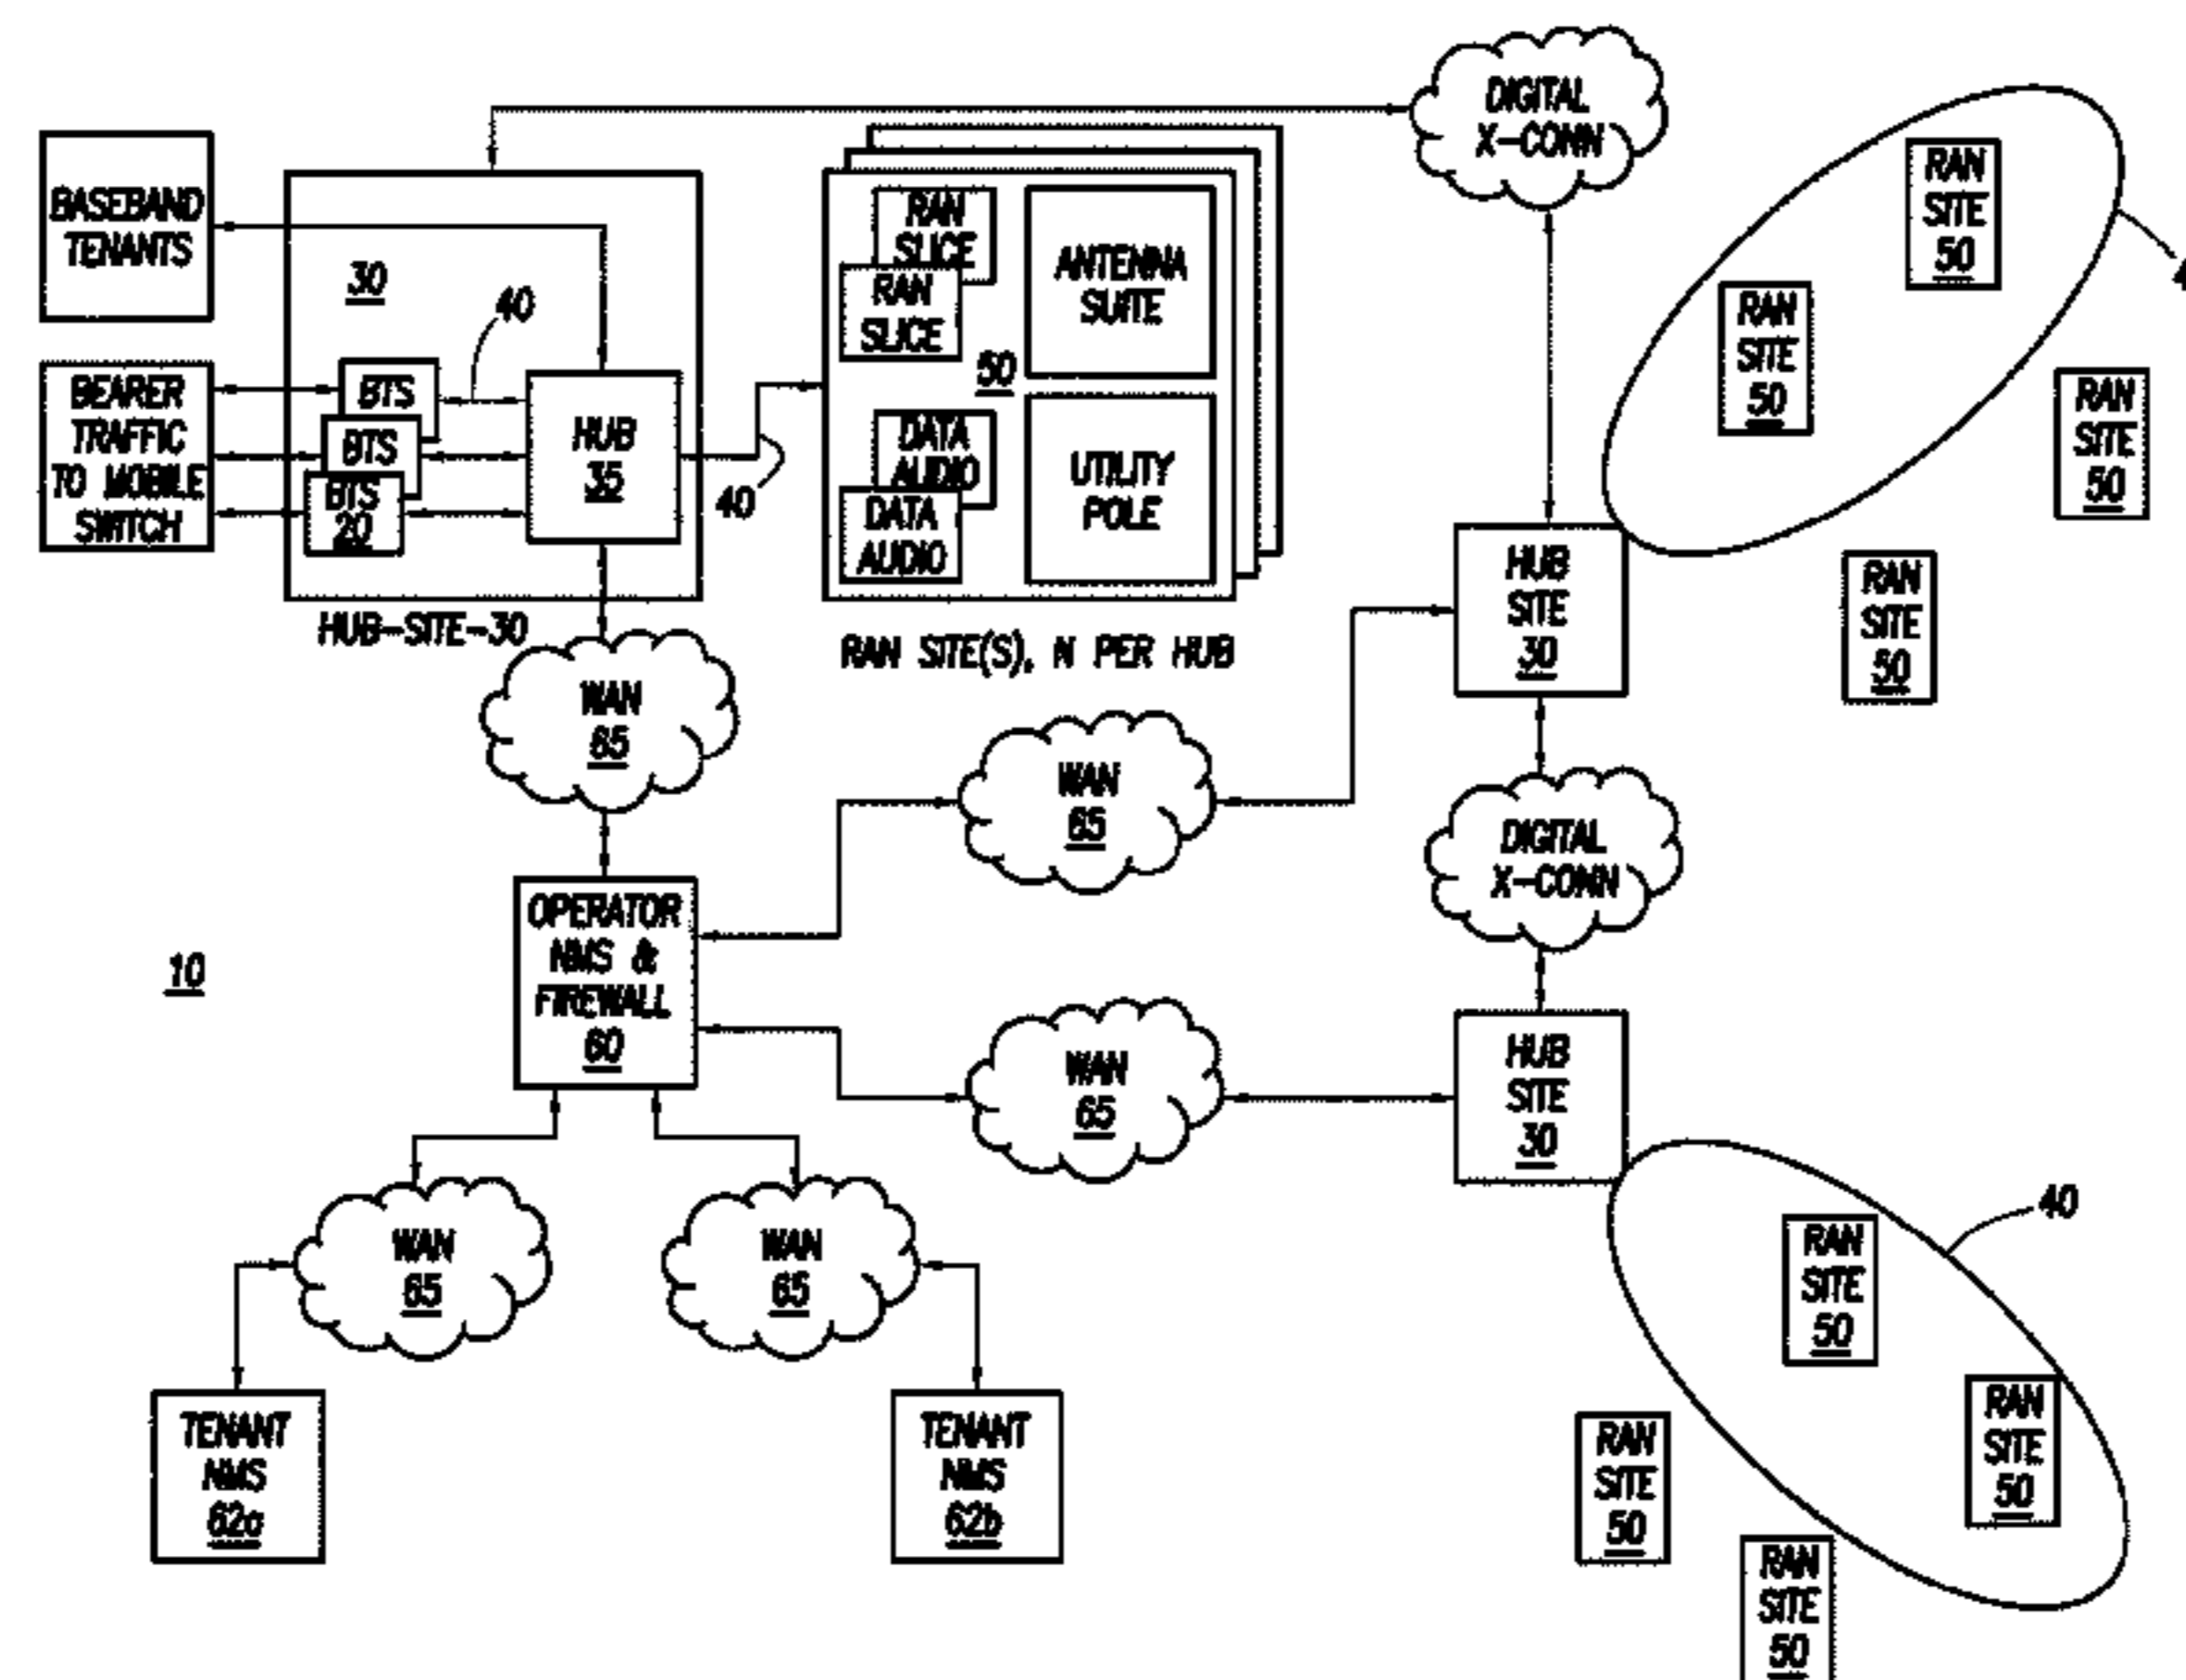 DIGITAL
X-CONN
BASEBAND
TENANTS
30
40
BEARER
TRAFFIC
TO MOBILE
SWITCH
BTS
BTS
BTS
20
HUB
35
HUB-SITE-30
40
RAN
SLICE
RAN
SLICE
50
ANTENNA
SUITE
DATA
AUDIO
DATA
AUDIO
UTILITY
POLE
RAN SITE(S), N PER HUB
RAN
SITE
50
RAN
SITE
50
RAN
SITE
50
RAN
SITE
50
HUB
SITE
30
WAN
65
WAN
65
DIGITAL
X-CONN
10
OPERATOR
NMS &
FIREWALL
60
WAN
65
HUB
SITE
30
WAN
65
WAN
65
40
TENANT
NMS
62a
TENANT
NMS
62b
RAN
SITE
50
RAN
SITE
50
RAN
SITE
50
RAN
SITE
50